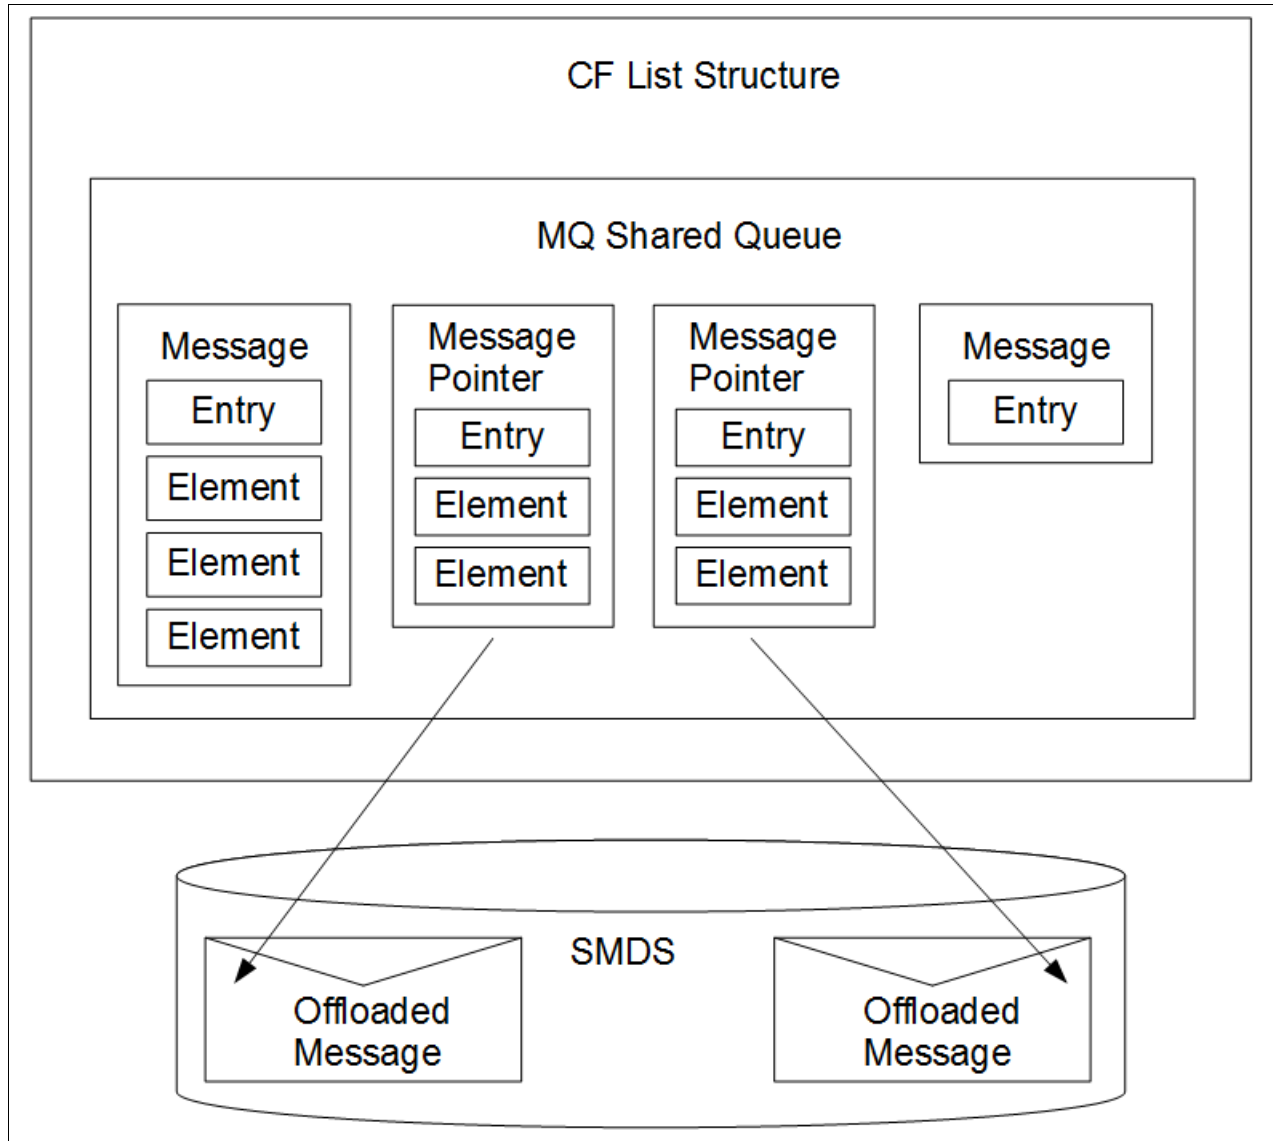 CF List Structure
MQ Shared Queue
Message
Entry
Element
Element
Element
Message
Pointer
Entry
Element
Element
Message
Pointer
Entry
Element
Element
Message
Entry
SMDS
Offloaded
Message
Offloaded
Message